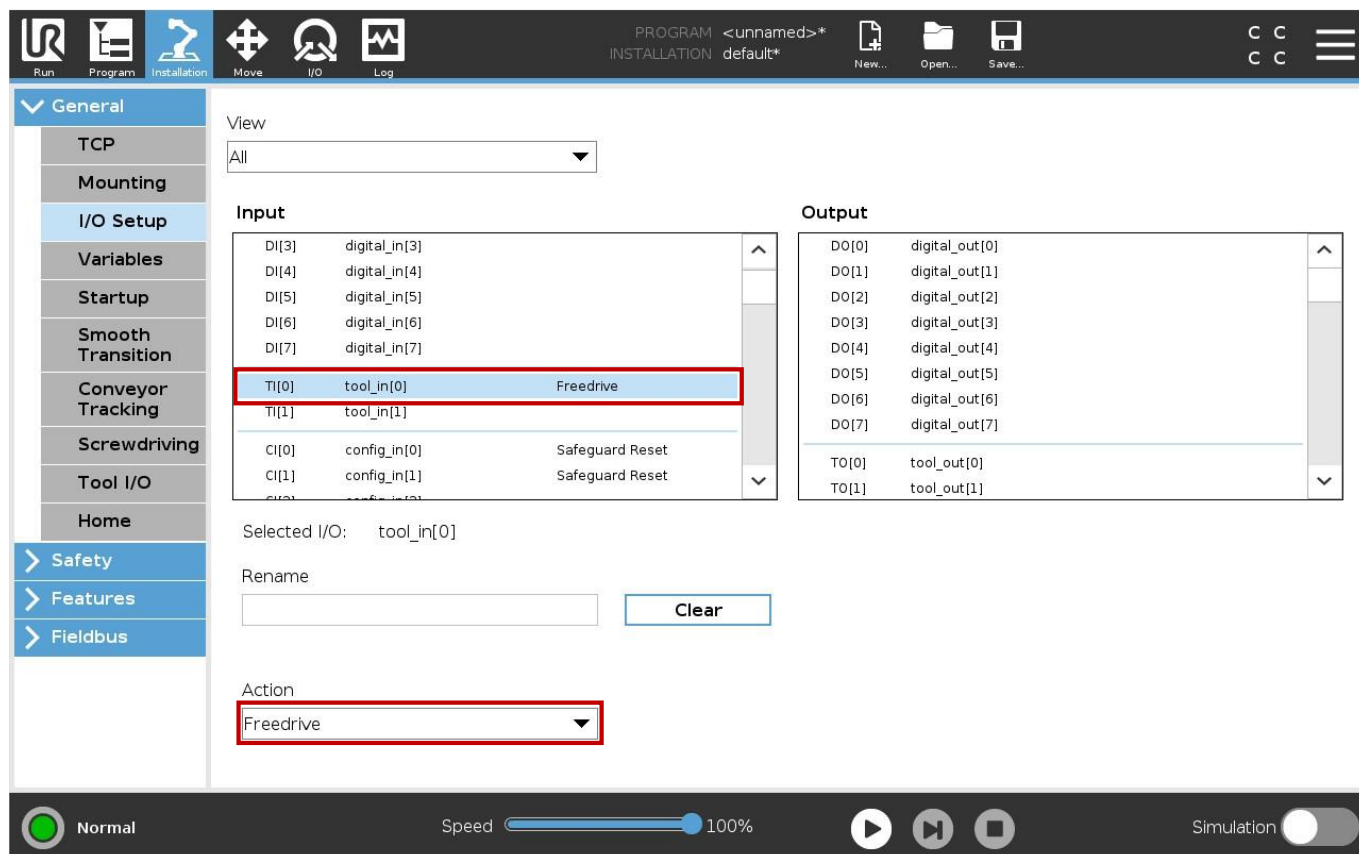 UR
Run
Program
Installation
Move
I/O
Log
PROGRAM <unnamed>*
INSTALLATION default*
New...
Open...
Save...
C C
C C
General
TCP
Mounting
I/O Setup
Variables
Startup
Smooth
Transition
Conveyor
Tracking
Screwdriving
Tool I/O
Home
Safety
Features
Fieldbus
View
All
Input
DI[3] digital_in[3]
DI[4] digital_in[4]
DI[5] digital_in[5]
DI[6] digital_in[6]
DI[7] digital_in[7]
TI[0] tool_in[0] Freedrive
TI[1] tool_in[1]
CI[0] config_in[0] Safeguard Reset
CI[1] config_in[1] Safeguard Reset
CI[2] config_in[2]
Output
DO[0] digital_out[0]
DO[1] digital_out[1]
DO[2] digital_out[2]
DO[3] digital_out[3]
DO[4] digital_out[4]
DO[5] digital_out[5]
DO[6] digital_out[6]
DO[7] digital_out[7]
TO[0] tool_out[0]
TO[1] tool_out[1]
Selected I/O: tool_in[0]
Rename
Clear
Action
Freedrive
Normal
Speed 100%
Simulation